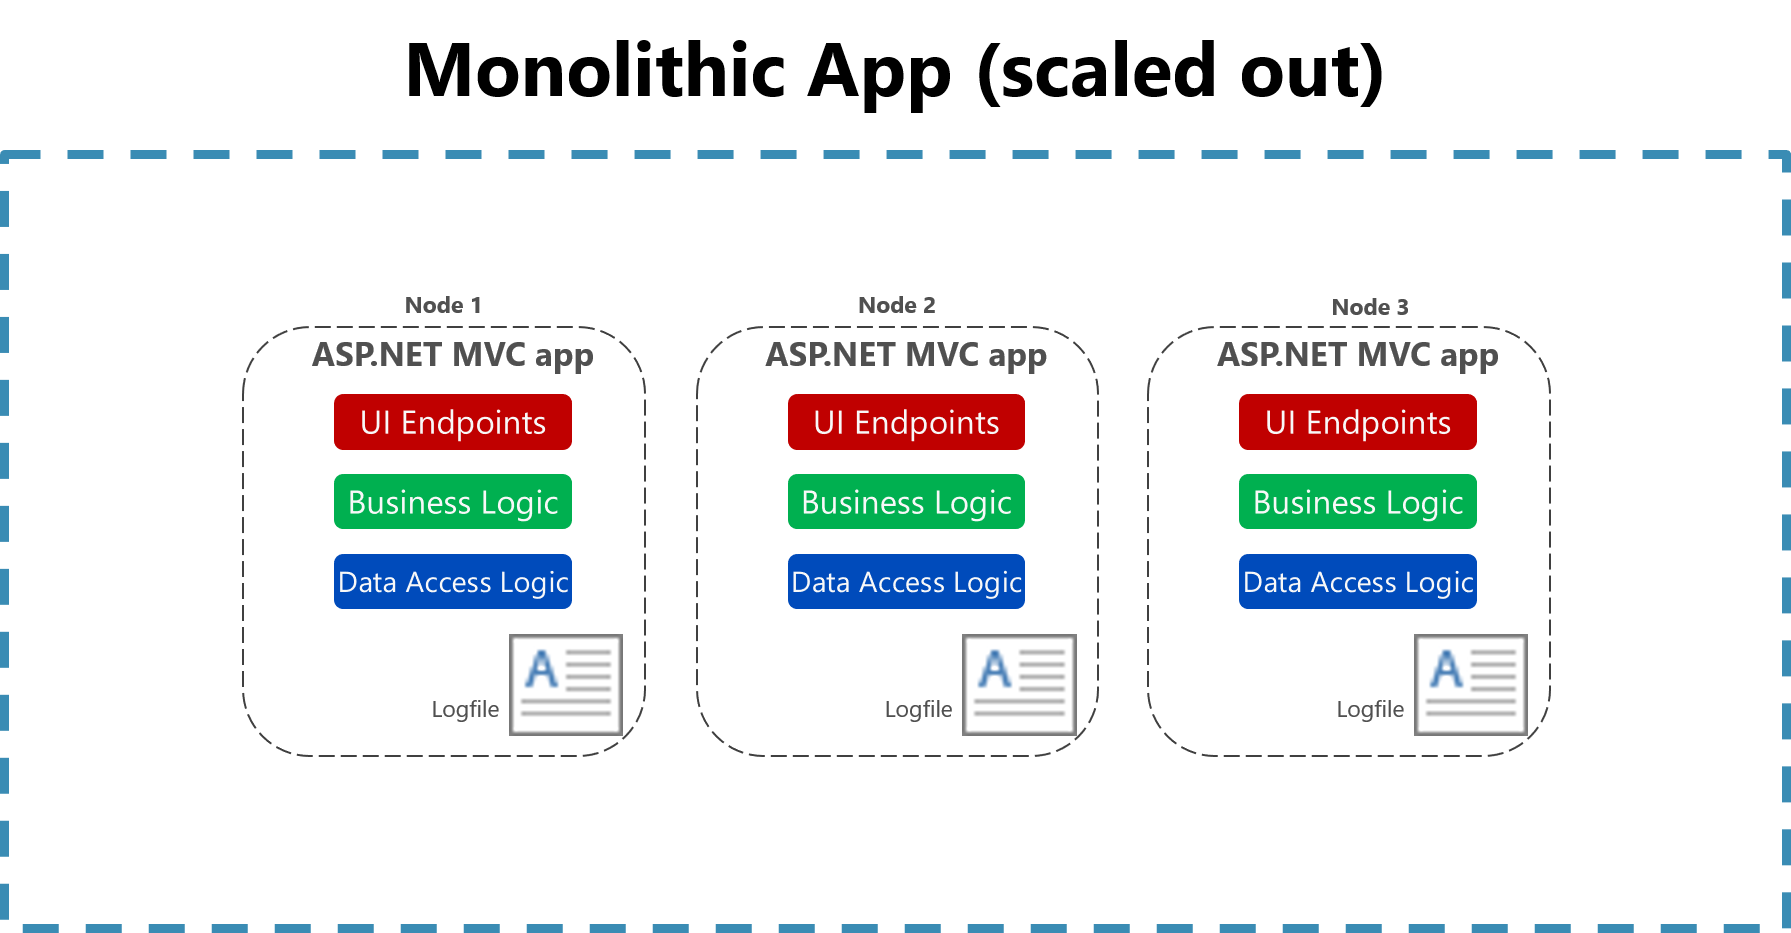 Monolithic App (scaled out)
Node 1
ASP.NET MVC app
UI Endpoints
Business Logic
Data Access Logic
Logfile
A
Node 2
ASP.NET MVC app
UI Endpoints
Business Logic
Data Access Logic
Logfile
A
Node 3
ASP.NET MVC app
UI Endpoints
Business Logic
Data Access Logic
Logfile
A